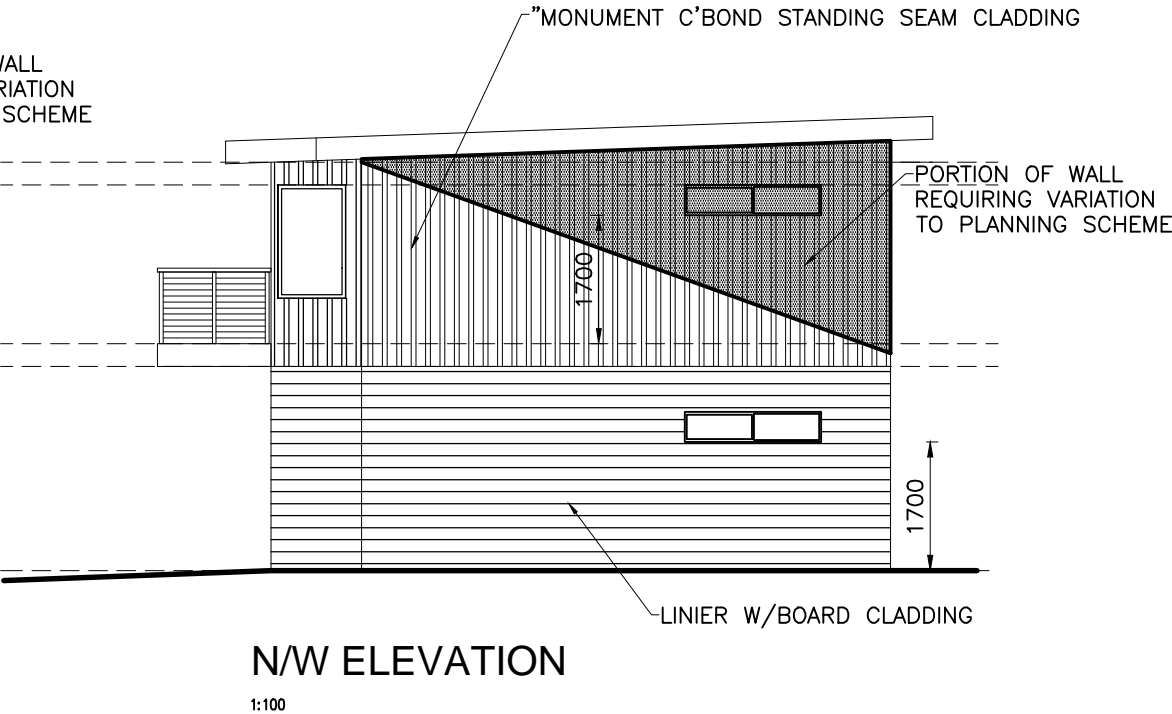 "MONUMENT C'BOND STANDING SEAM CLADDING
WALL
RIATION
SCHEME
PORTION OF WALL
REQUIRING VARIATION
TO PLANNING SCHEME
1700
1700
LINIER W/BOARD CLADDING
N/W ELEVATION
1:100